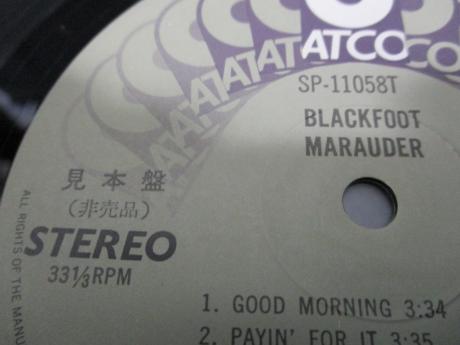 ATCO
SP-11058T
BLACKFOOT
MARAUDER
見本盤
(非売品)
STEREO
33⅓RPM
1. GOOD MORNING 3:34
2. PAYIN' FOR IT 3:35
ALL RIGHTS OF THE MANU